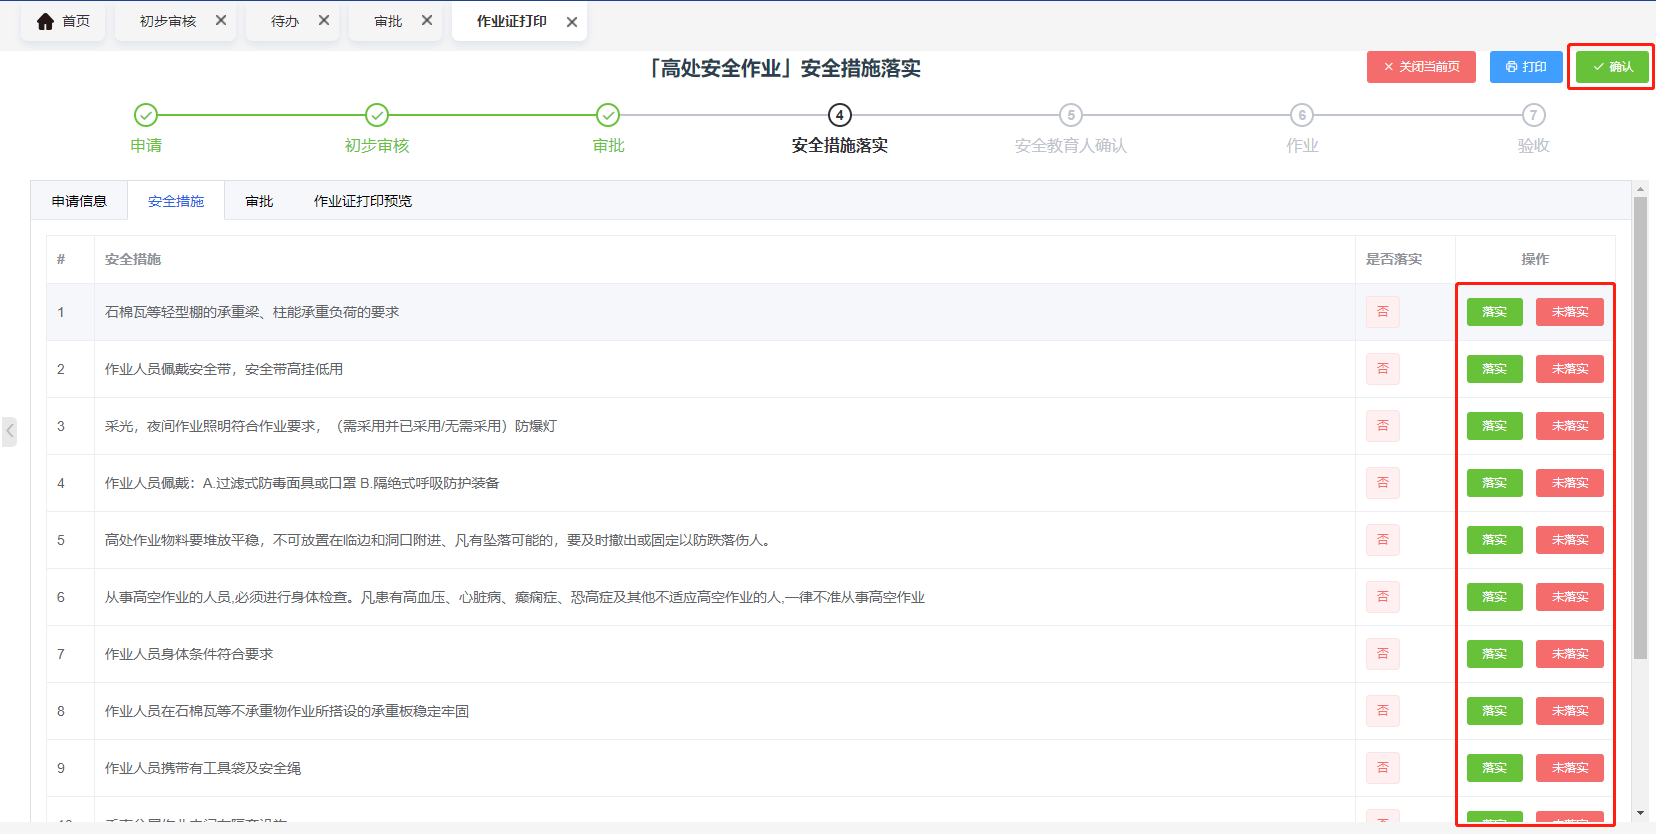 首页 初步审核 待办 审批 作业证打印
「高处安全作业」安全措施落实
关闭当前页 打印 确认
4 5 6 7
申请 初步审核 审批 安全措施落实 安全教育人确认 作业 验收
申请信息 安全措施 审批 作业证打印预览
# 安全措施 是否落实 操作
1 石棉瓦等轻型棚的承重梁、柱能承重负荷的要求 否 落实 未落实
2 作业人员佩戴安全带，安全带高挂低用 否 落实 未落实
3 采光，夜间作业照明符合作业要求，（需采用并已采用/无需采用）防爆灯 否 落实 未落实
4 作业人员佩戴：A.过滤式防毒面具或口罩 B.隔绝式呼吸防护装备 否 落实 未落实
5 高处作业物料要堆放平稳，不可放置在临边和洞口附进、凡有坠落可能的，要及时撤出或固定以防跌落伤人。 否 落实 未落实
6 从事高空作业的人员,必须进行身体检查。凡患有高血压、心脏病、癫痫症、恐高症及其他不适应高空作业的人,一律不准从事高空作业 否 落实 未落实
7 作业人员身体条件符合要求 否 落实 未落实
8 作业人员在石棉瓦等不承重物作业所搭设的承重板稳定牢固 否 落实 未落实
9 作业人员携带有工具袋及安全绳 否 落实 未落实